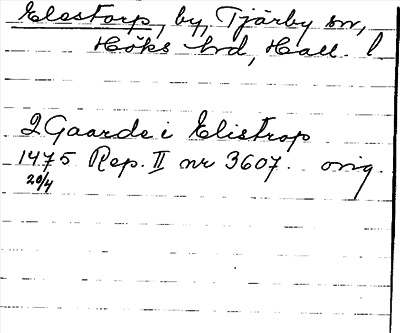 Elestorp, by, Tjärby sn,
Höks hd, Hall. l
2 Gaarde i Elistrop
1475 Rep. II nr 3607. orig.
20/4